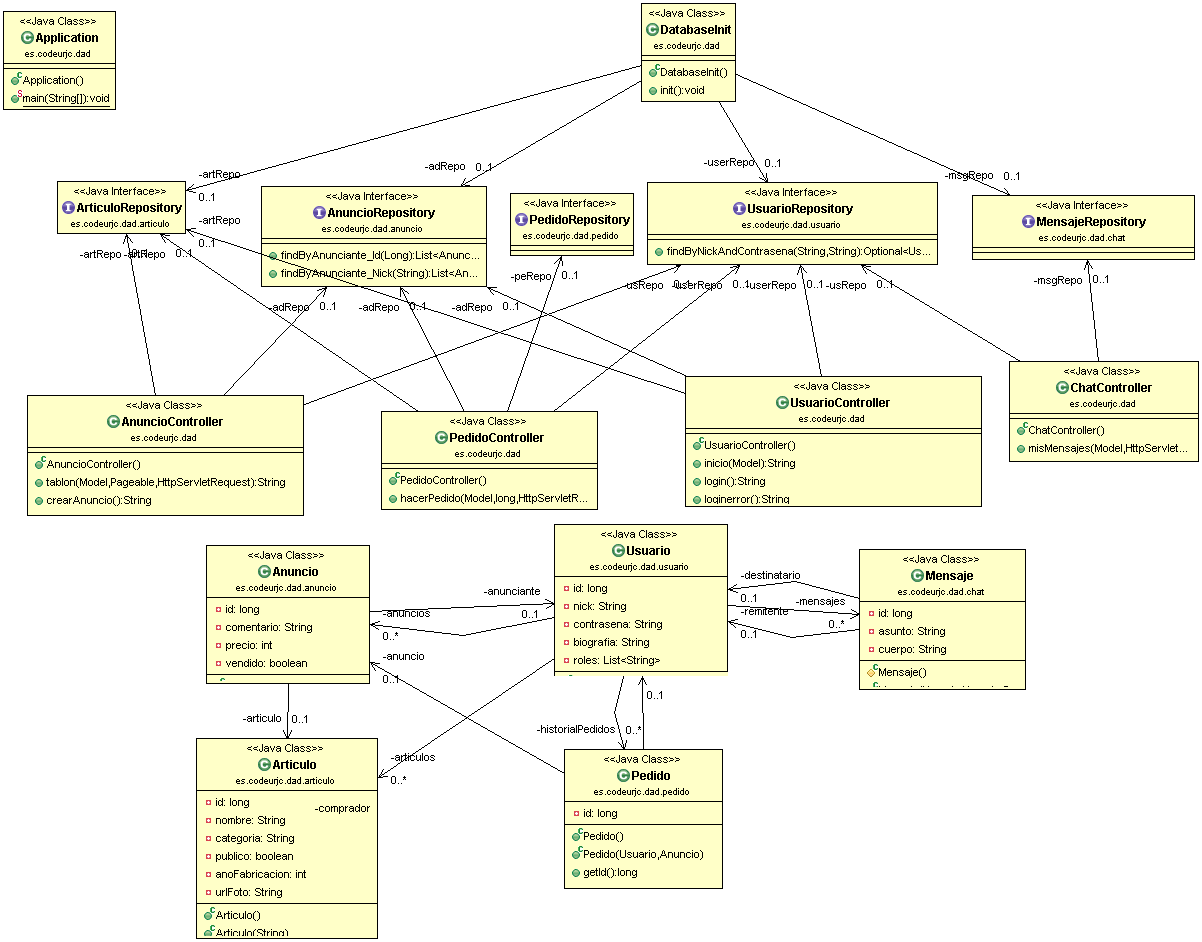 <<Java Class>>
Application
es.codeurjc.dad
Application()
main(String[]):void
<<Java Class>>
DatabaseInit
es.codeurjc.dad
DatabaseInit()
init():void
-artRepo
0..1
-adRepo
0..1
-userRepo
0..1
-msgRepo
0..1
<<Java Interface>>
ArticuloRepository
es.codeurjc.dad.articulo
<<Java Interface>>
AnuncioRepository
es.codeurjc.dad.anuncio
findByAnunciante_Id(Long):List<Anunc...
findByAnunciante_Nick(String):List<An...
<<Java Interface>>
PedidoRepository
es.codeurjc.dad.pedido
<<Java Interface>>
UsuarioRepository
es.codeurjc.dad.usuario
findByNickAndContrasena(String,String):Optional<Us...
<<Java Interface>>
MensajeRepository
es.codeurjc.dad.chat
-artRepo
0..1
-artRepo
0..1
-artRepo
0..1
-adRepo
0..1
-adRepo
0..1
-adRepo
0..1
-peRepo
0..1
-usRepo
0..1
-userRepo
0..1
-userRepo
0..1
-usRepo
0..1
-msgRepo
0..1
<<Java Class>>
AnuncioController
es.codeurjc.dad
AnuncioController()
tablon(Model,Pageable,HttpServletRequest):String
crearAnuncio():String
<<Java Class>>
PedidoController
es.codeurjc.dad
PedidoController()
hacerPedido(Model,long,HttpServletR...
<<Java Class>>
UsuarioController
es.codeurjc.dad
UsuarioController()
inicio(Model):String
login():String
loginerror():String
<<Java Class>>
ChatController
es.codeurjc.dad
ChatController()
misMensajes(Model,HttpServlet...
<<Java Class>>
Anuncio
es.codeurjc.dad.anuncio
id: long
comentario: String
precio: int
vendido: boolean
-anunciante
0..1
-anuncios
0..*
-anuncio
0..1
<<Java Class>>
Usuario
es.codeurjc.dad.usuario
id: long
nick: String
contrasena: String
biografia: String
roles: List<String>
-destinatario
0..1
-mensajes
0..*
-remitente
0..1
<<Java Class>>
Mensaje
es.codeurjc.dad.chat
id: long
asunto: String
cuerpo: String
Mensaje()
-articulo
0..1
-articulos
0..*
-historialPedidos
0..*
0..1
-comprador
<<Java Class>>
Articulo
es.codeurjc.dad.articulo
id: long
nombre: String
categoria: String
publico: boolean
anoFabricacion: int
urlFoto: String
Articulo()
Articulo(String)
<<Java Class>>
Pedido
es.codeurjc.dad.pedido
id: long
Pedido()
Pedido(Usuario,Anuncio)
getId():long